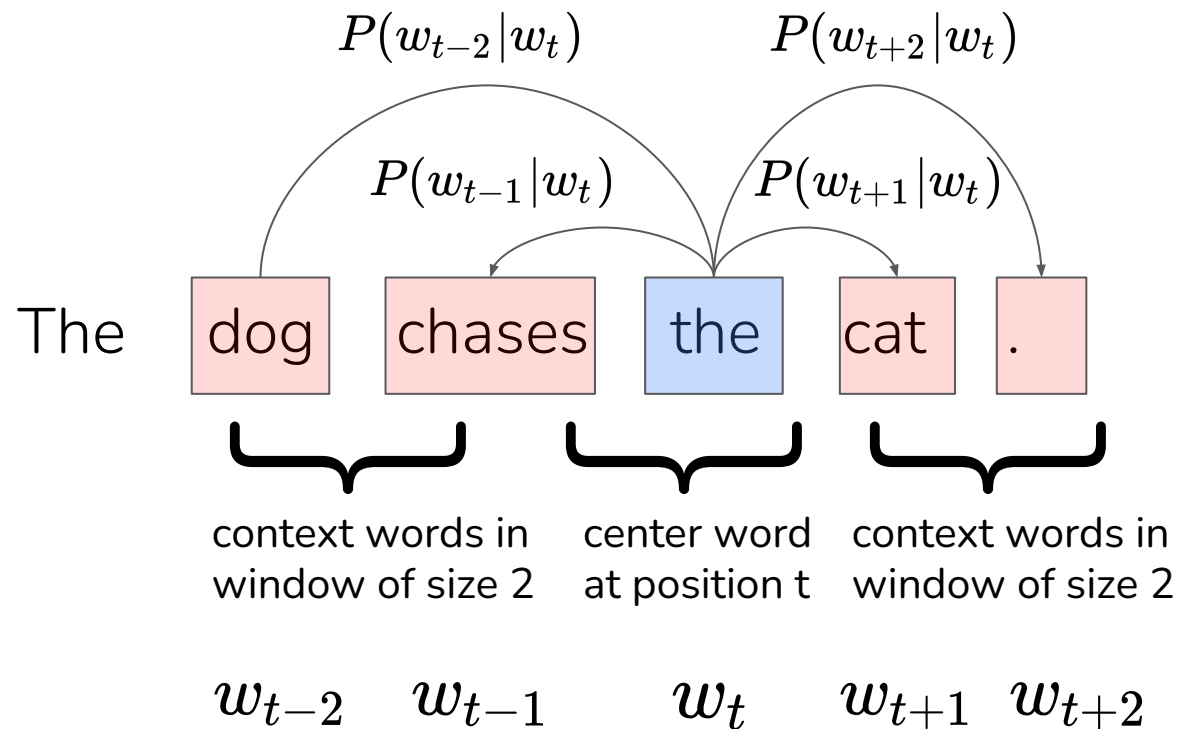 P(w_{t-2}|w_t) P(w_{t+2}|w_t)
P(w_{t-1}|w_t) P(w_{t+1}|w_t)
The dog chases the cat .
context words in window of size 2
center word at position t
context words in window of size 2
w_{t-2} w_{t-1} w_t w_{t+1} w_{t+2}